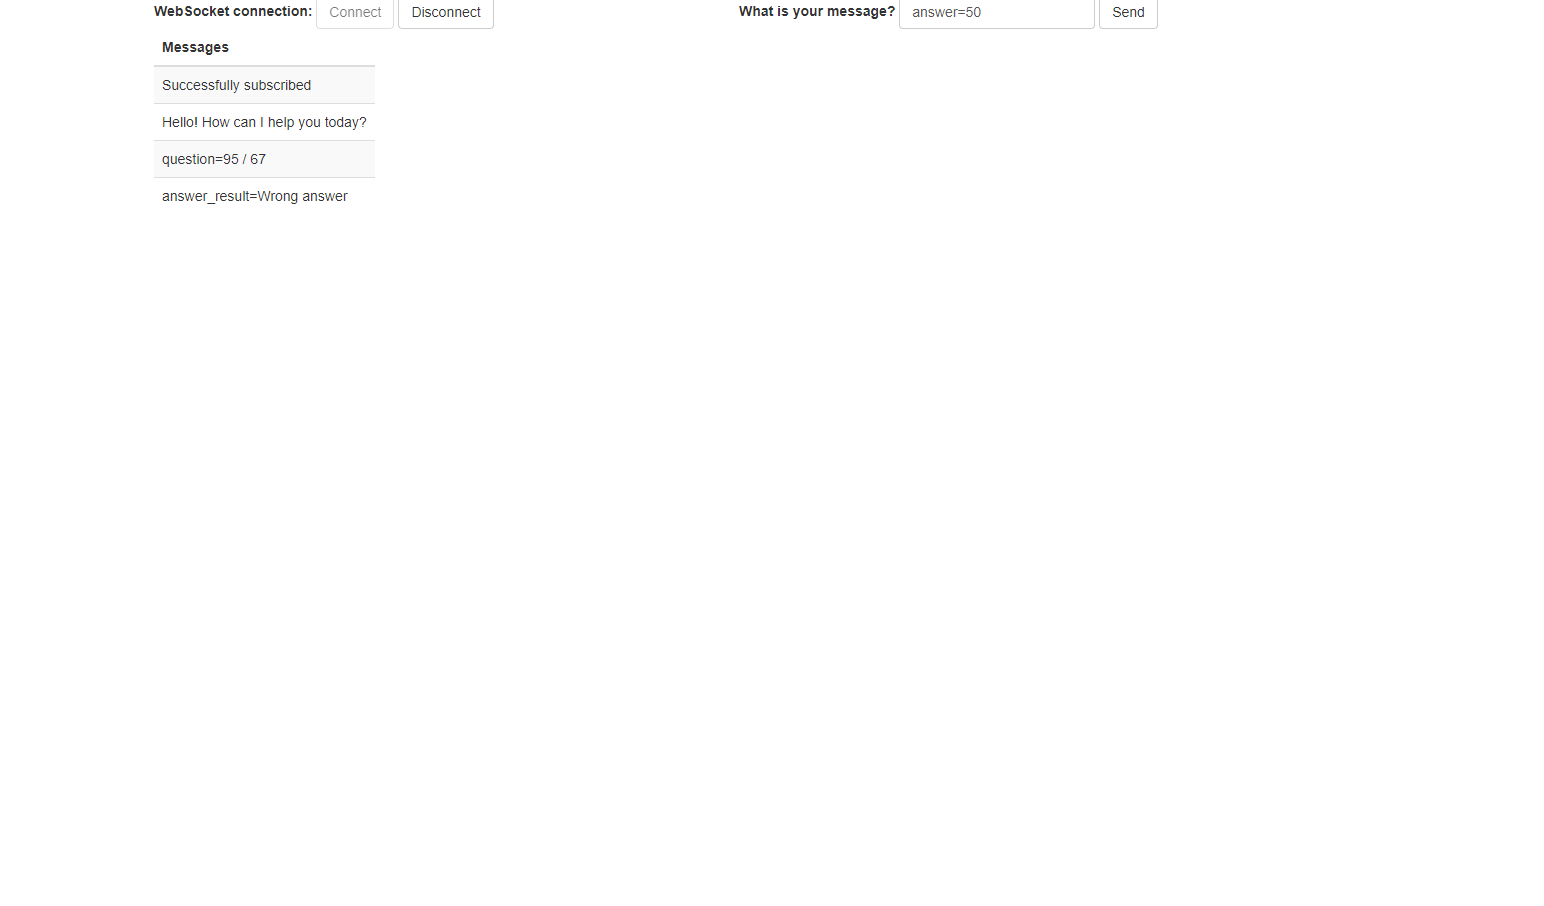 WebSocket connection: Connect Disconnect What is your message? answer=50 Send
Messages
Successfully subscribed
Hello! How can I help you today?
question=95 / 67
answer_result=Wrong answer